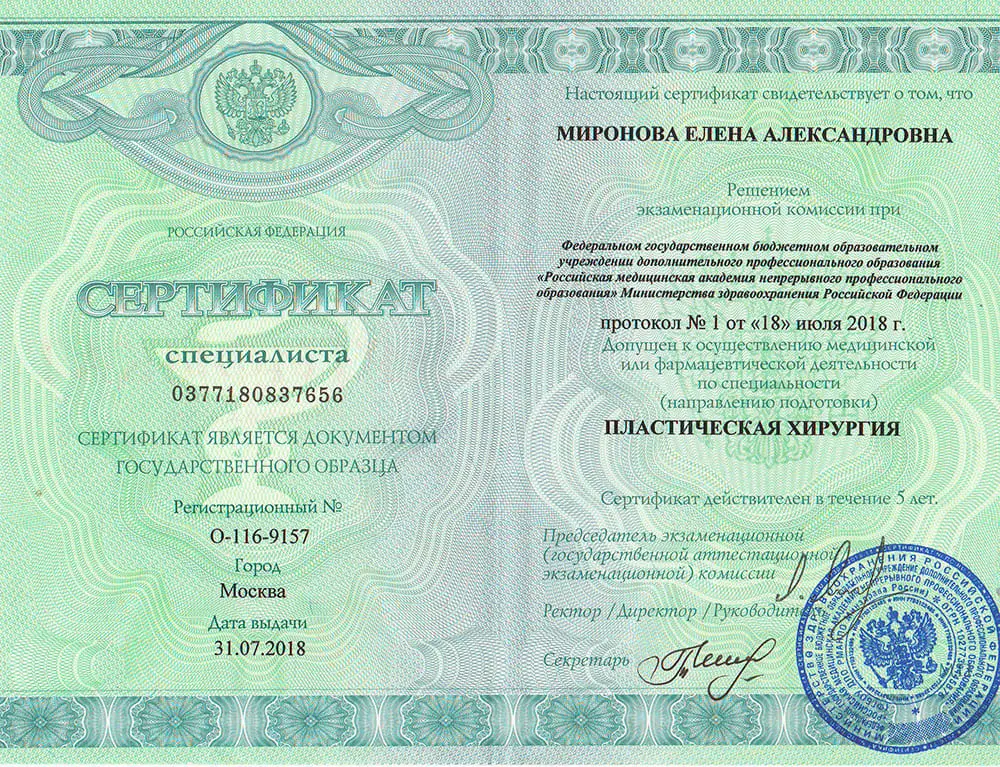 РОССИЙСКАЯ ФЕДЕРАЦИЯ
СЕРТИФИКАТ
специалиста
0377180837656
СЕРТИФИКАТ ЯВЛЯЕТСЯ ДОКУМЕНТОМ
ГОСУДАРСТВЕННОГО ОБРАЗЦА
Регистрационный №
О-116-9157
Город
Москва
Дата выдачи
31.07.2018
Настоящий сертификат свидетельствует о том, что
МИРОНОВА ЕЛЕНА АЛЕКСАНДРОВНА
Решением
экзаменационной комиссии при
Федеральном государственном бюджетном образовательном
учреждении дополнительного профессионального образования
«Российская медицинская академия непрерывного профессионального
образования» Министерства здравоохранения Российской Федерации
протокол № 1 от «18» июля 2018 г.
Допущен к осуществлению медицинской
или фармацевтической деятельности
по специальности
(направлению подготовки)
ПЛАСТИЧЕСКАЯ ХИРУРГИЯ
Сертификат действителен в течение 5 лет.
Председатель экзаменационной
(государственной аттестационной
экзаменационной) комиссии
Ректор /Директор /Руководитель
Секретарь
МИНИСТЕРСТВО ЗДРАВООХРАНЕНИЯ РОССИЙСКОЙ ФЕДЕРАЦИИ